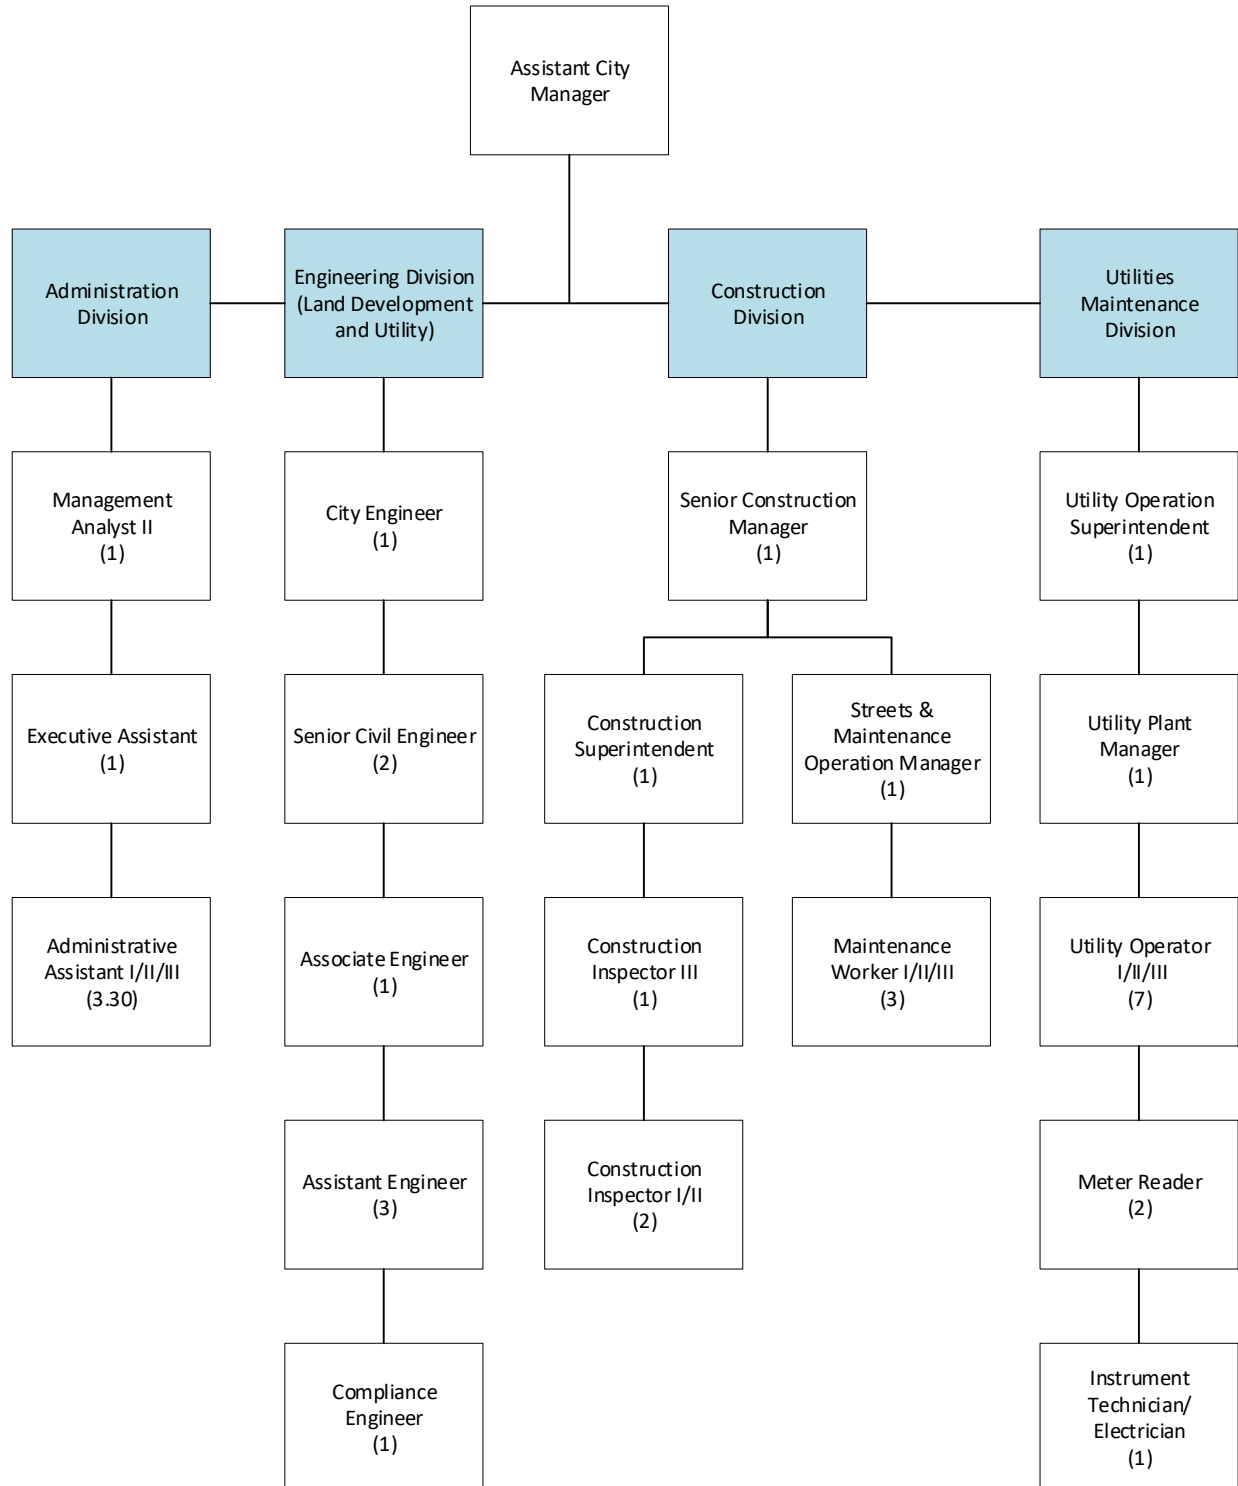 Assistant City
Manager
Administration
Division
Engineering Division
(Land Development
and Utility)
Construction
Division
Utilities
Maintenance
Division
Management
Analyst II
(1)
City Engineer
(1)
Senior Construction
Manager
(1)
Utility Operation
Superintendent
(1)
Executive Assistant
(1)
Senior Civil Engineer
(2)
Construction
Superintendent
(1)
Streets &
Maintenance
Operation Manager
(1)
Utility Plant
Manager
(1)
Administrative
Assistant I/II/III
(3.30)
Associate Engineer
(1)
Construction
Inspector III
(1)
Maintenance
Worker I/II/III
(3)
Utility Operator
I/II/III
(7)
Assistant Engineer
(3)
Construction
Inspector I/II
(2)
Meter Reader
(2)
Compliance
Engineer
(1)
Instrument
Technician/
Electrician
(1)